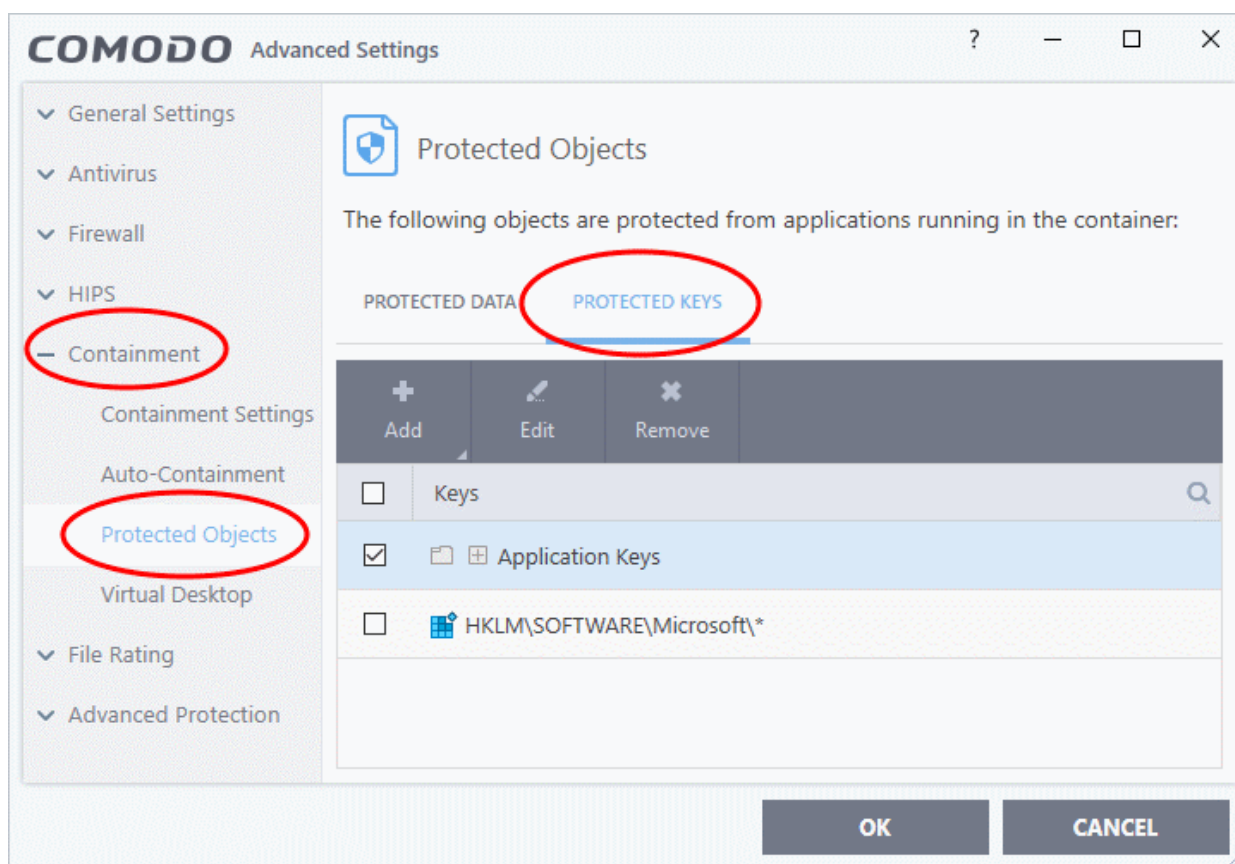 COMODO Advanced Settings ?
General Settings
Antivirus
Firewall
HIPS
Containment
Containment Settings
Auto-Containment
Protected Objects
Virtual Desktop
File Rating
Advanced Protection
Protected Objects
The following objects are protected from applications running in the container:
PROTECTED DATA PROTECTED KEYS
Add Edit Remove
Keys
Application Keys
HKLM\SOFTWARE\Microsoft\*
OK CANCEL